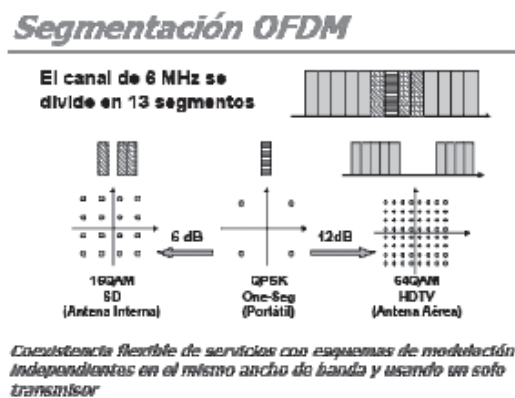 Segmentación OFDM
El canal de 6 MHz se
divide en 13 segmentos
6 dB
12dB
16QAM
SD
(Antena Interna)
QPSK
One-Seg
(Portátil)
64QAM
HDTV
(Antena Aérea)
Coexistencia flexible de servicios con esquemas de modulación
independientes en el mismo ancho de banda y usando un solo
transmisor